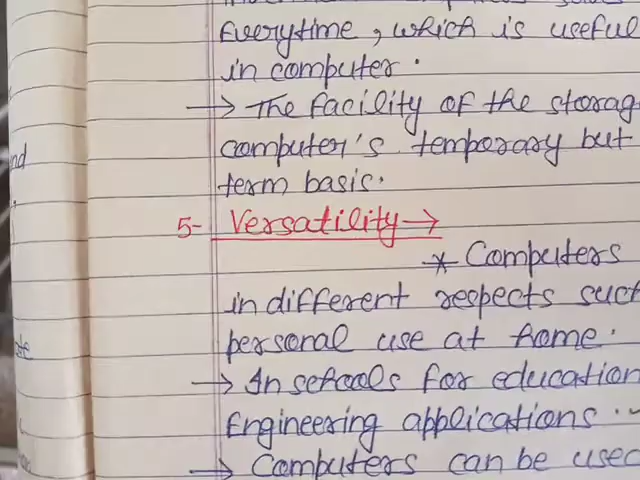 Everytime, which is useful
in computer.
→ The facility of the storag
computer's temporary but
term basis.
5- Versatility →
* Computers
in different respects such
personal use at home.
→ In schools for education
Engineering applications.
→ Computers can be used
nd